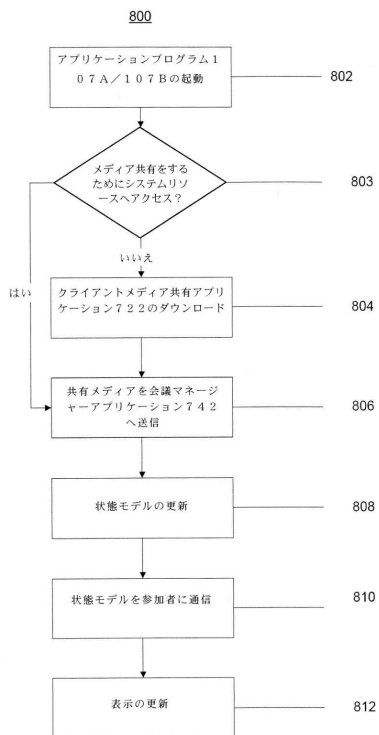 800
アプリケーションプログラム1
07A/107Bの起動
802
メディア共有をする
ためにシステムリソ
ースへアクセス?
803
いいえ
はい
クライアントメディア共有アプリ
ケーション722のダウンロード
804
共有メディアを会議マネージ
ャーアプリケーション742
へ送信
806
状態モデルの更新
808
状態モデルを参加者に通信
810
表示の更新
812